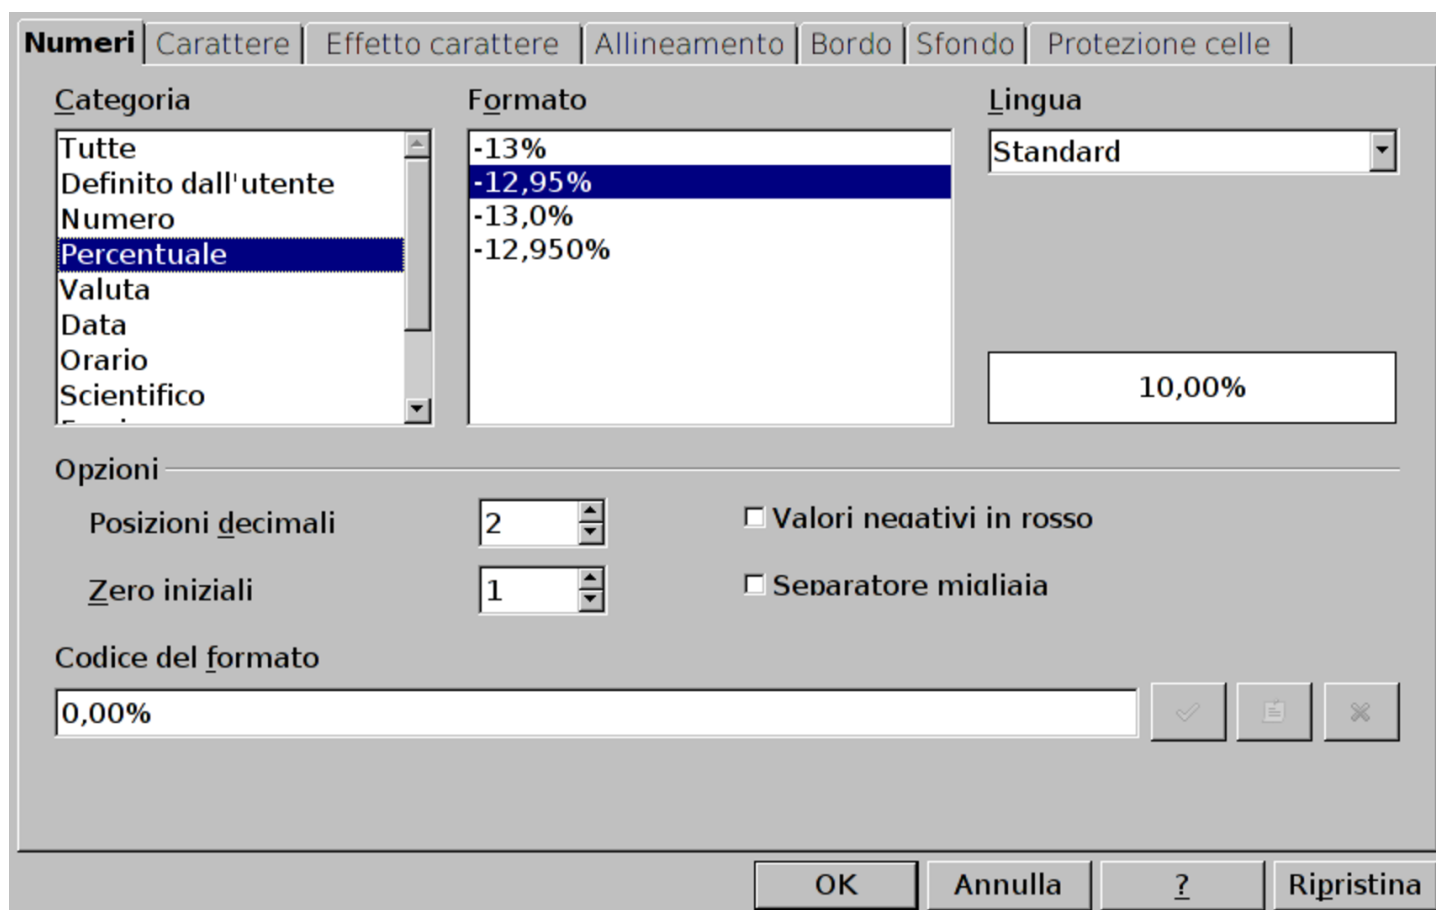 Numeri Carattere Effetto carattere Allineamento Bordo Sfondo Protezione celle
Categoria Formato Lingua
Tutte
Definito dall'utente
Numero
Percentuale
Valuta
Data
Orario
Scientifico
-13%
-12,95%
-13,0%
-12,950%
Standard
10,00%
Opzioni
Posizioni decimali 2 Valori negativi in rosso
Zero iniziali 1 Separatore migliaia
Codice del formato
0,00%
OK Annulla ? Ripristina